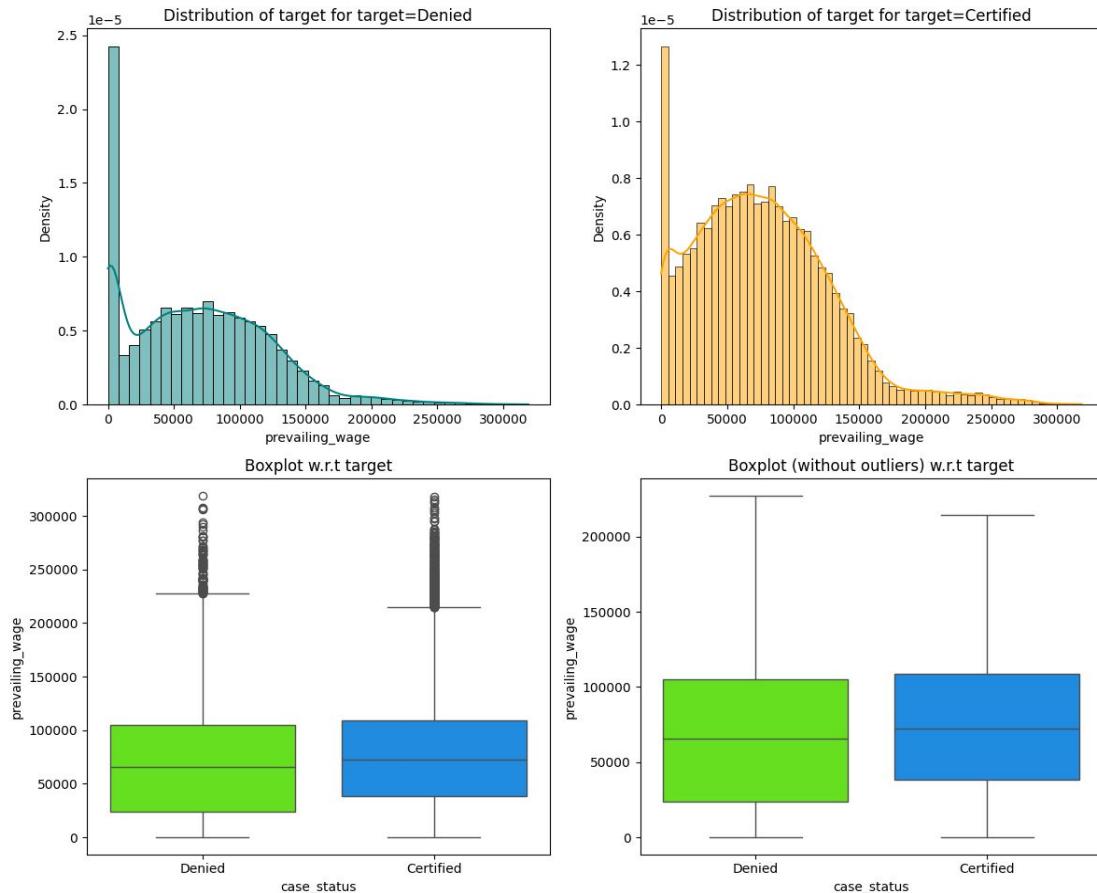 Distribution of target for target=Denied
1e−5
2.5
2.0
1.5
1.0
0.5
0.0
Density
0 50000 100000 150000 200000 250000 300000
prevailing_wage
Distribution of target for target=Certified
1e−5
1.2
1.0
0.8
0.6
0.4
0.2
0.0
Density
0 50000 100000 150000 200000 250000 300000
prevailing_wage
Boxplot w.r.t target
300000
250000
200000
150000
100000
50000
0
prevailing_wage
Denied Certified
case_status
Boxplot (without outliers) w.r.t target
200000
150000
100000
50000
0
prevailing_wage
Denied Certified
case_status